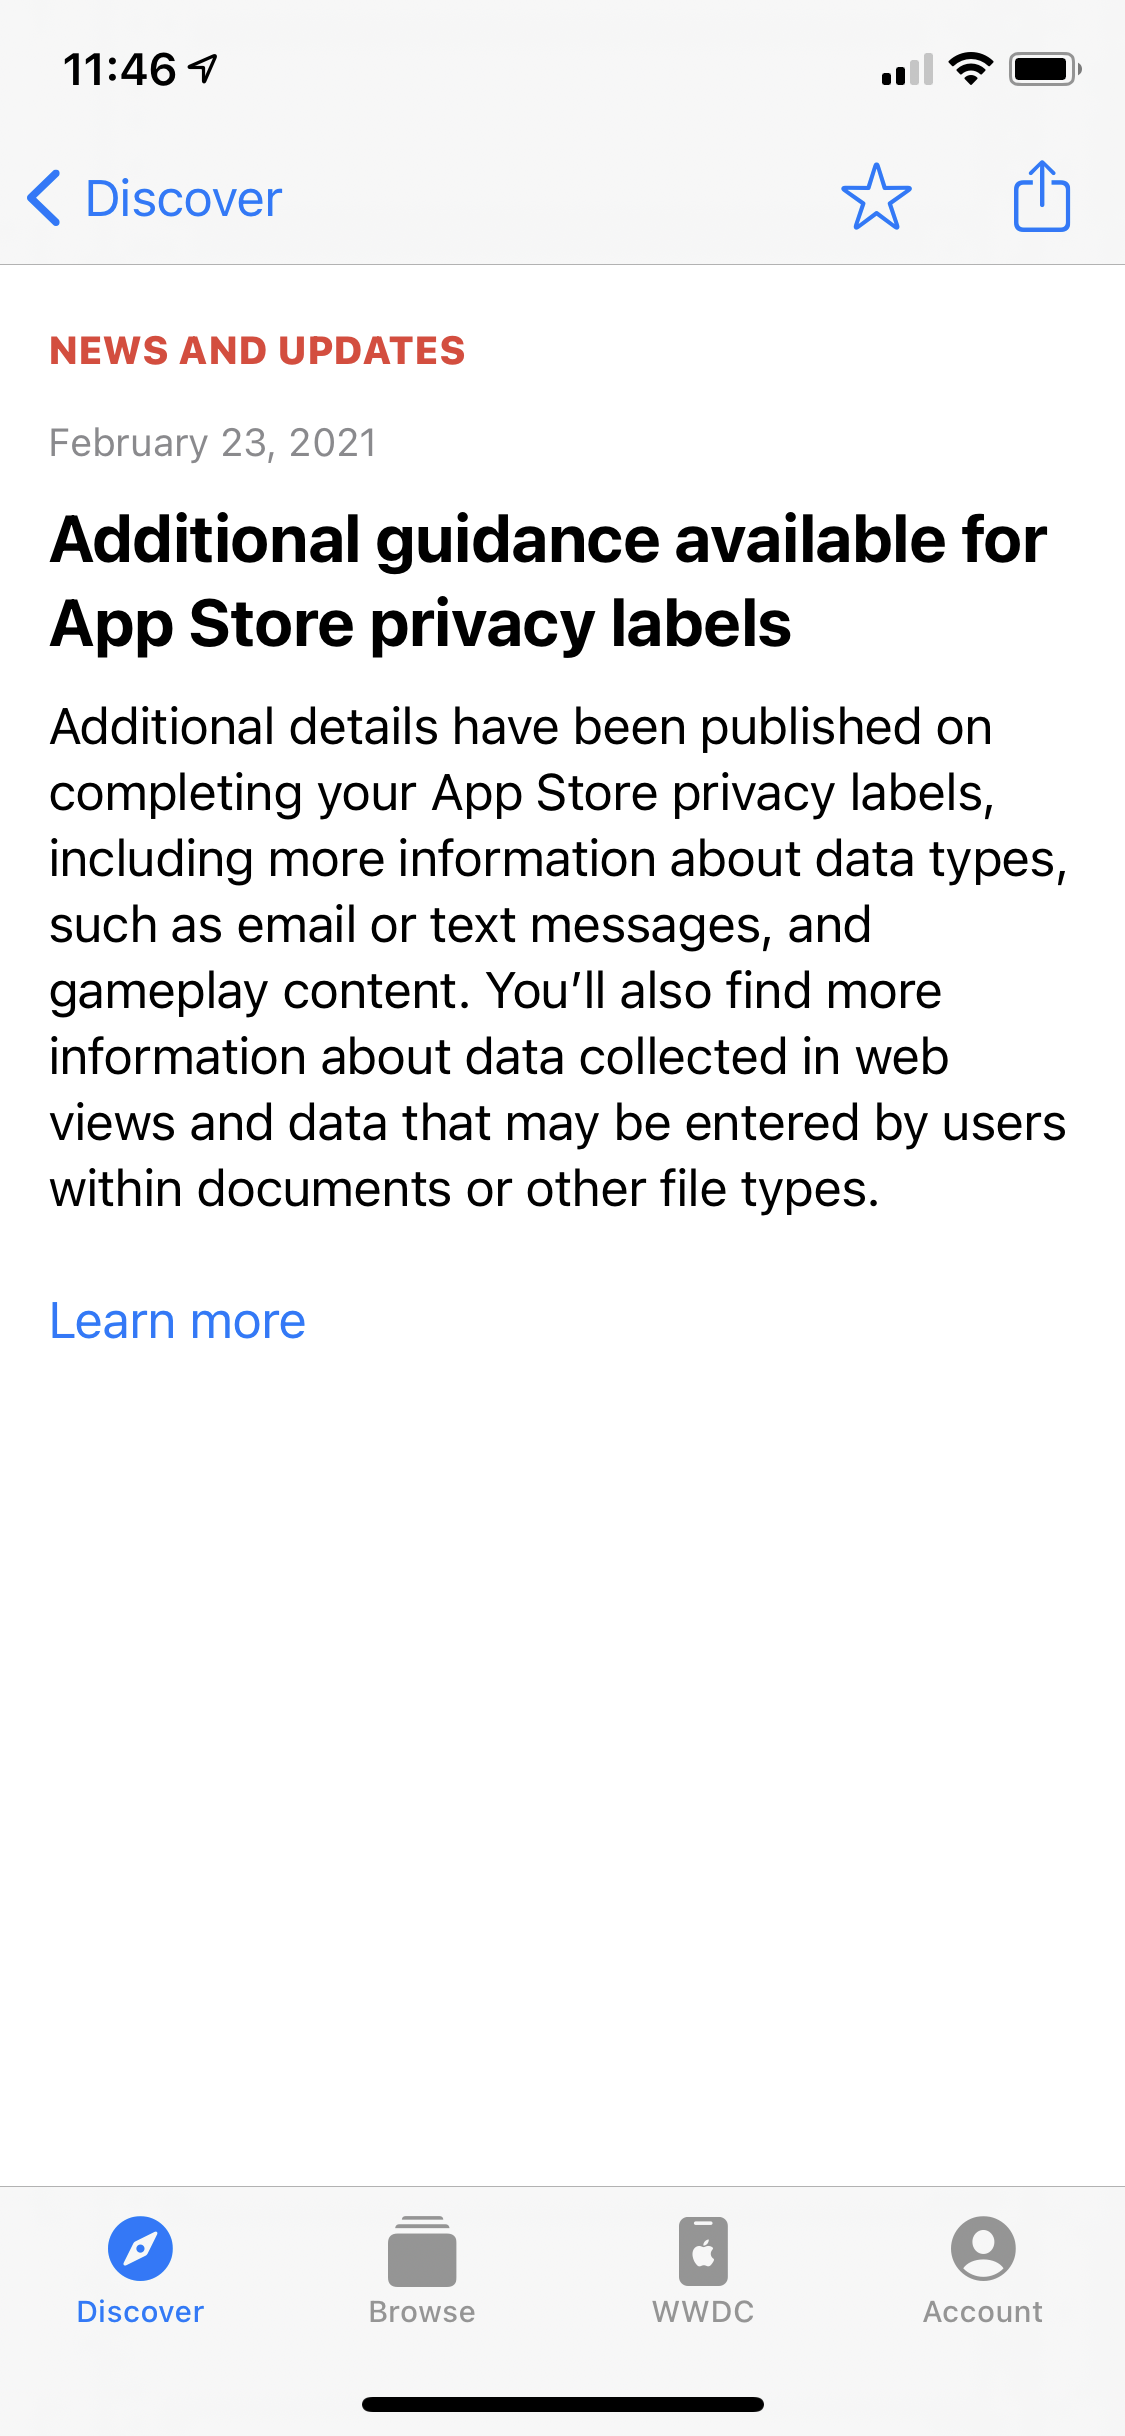 11:46
Discover
NEWS AND UPDATES
February 23, 2021
Additional guidance available for
App Store privacy labels
Additional details have been published on
completing your App Store privacy labels,
including more information about data types,
such as email or text messages, and
gameplay content. You’ll also find more
information about data collected in web
views and data that may be entered by users
within documents or other file types.
Learn more
Discover
Browse
WWDC
Account